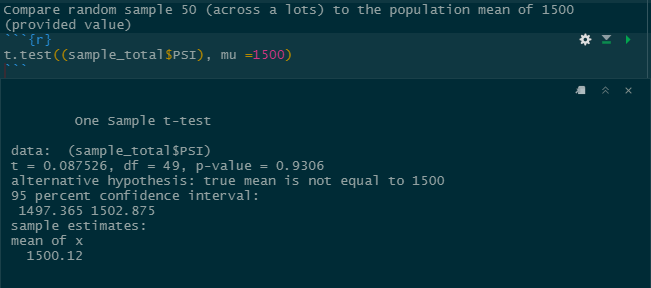 Compare random sample 50 (across a lots) to the population mean of 1500
(provided value)
```{r}
t.test((sample_total$PSI), mu =1500)
```
One Sample t-test
data:  (sample_total$PSI)
t = 0.087526, df = 49, p-value = 0.9306
alternative hypothesis: true mean is not equal to 1500
95 percent confidence interval:
1497.365 1502.875
sample estimates:
mean of x
1500.12